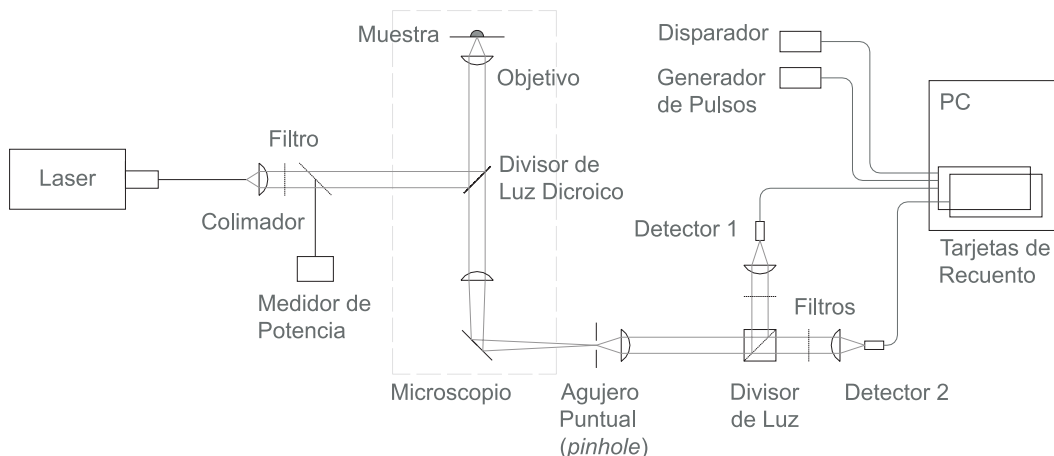 Muestra
Objetivo
Disparador
Generador
de Pulsos
PC
Filtro
Laser
Divisor de
Luz Dicroico
Colimador
Detector 1
Tarjetas de
Recuento
Medidor de
Potencia
Filtros
Microscopio
Agujero
Puntual
(pinhole)
Divisor
de Luz
Detector 2